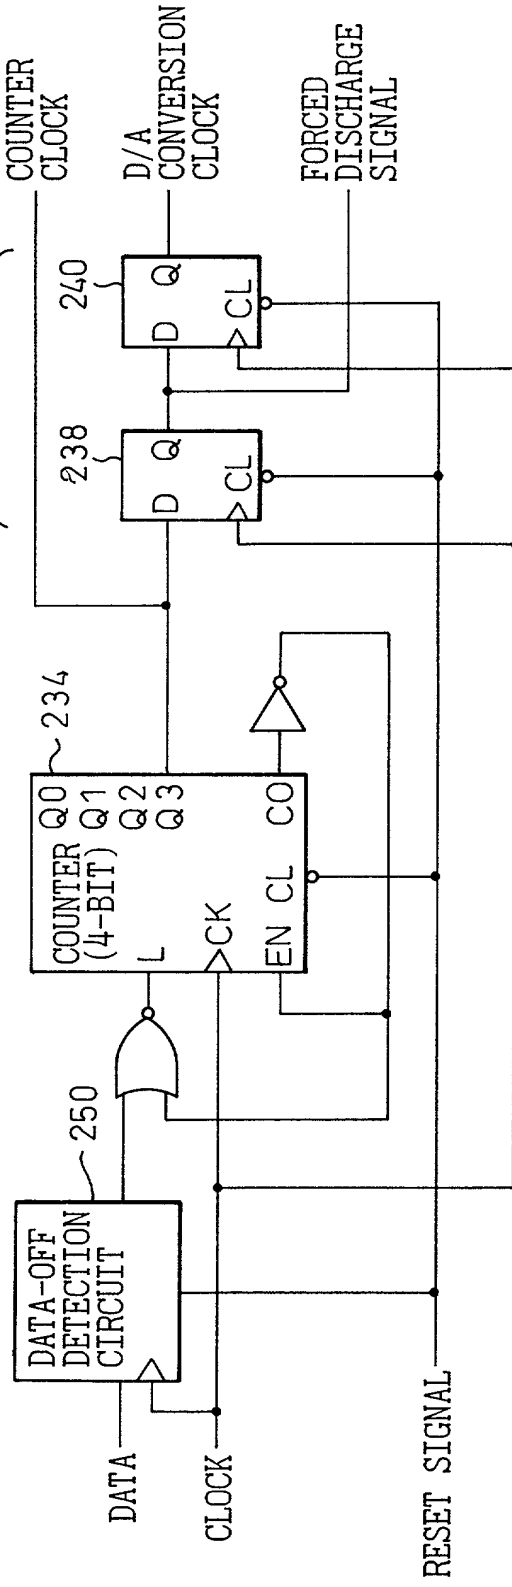 DATA
CLOCK
RESET SIGNAL
DATA-OFF
DETECTION
CIRCUIT
250
COUNTER
(4-BIT)
L
CK
EN
CL
CO
Q0
Q1
Q2
Q3
234
238
D
Q
CL
240
D
Q
CL
COUNTER
CLOCK
D/A
CONVERSION
CLOCK
FORCED
DISCHARGE
SIGNAL